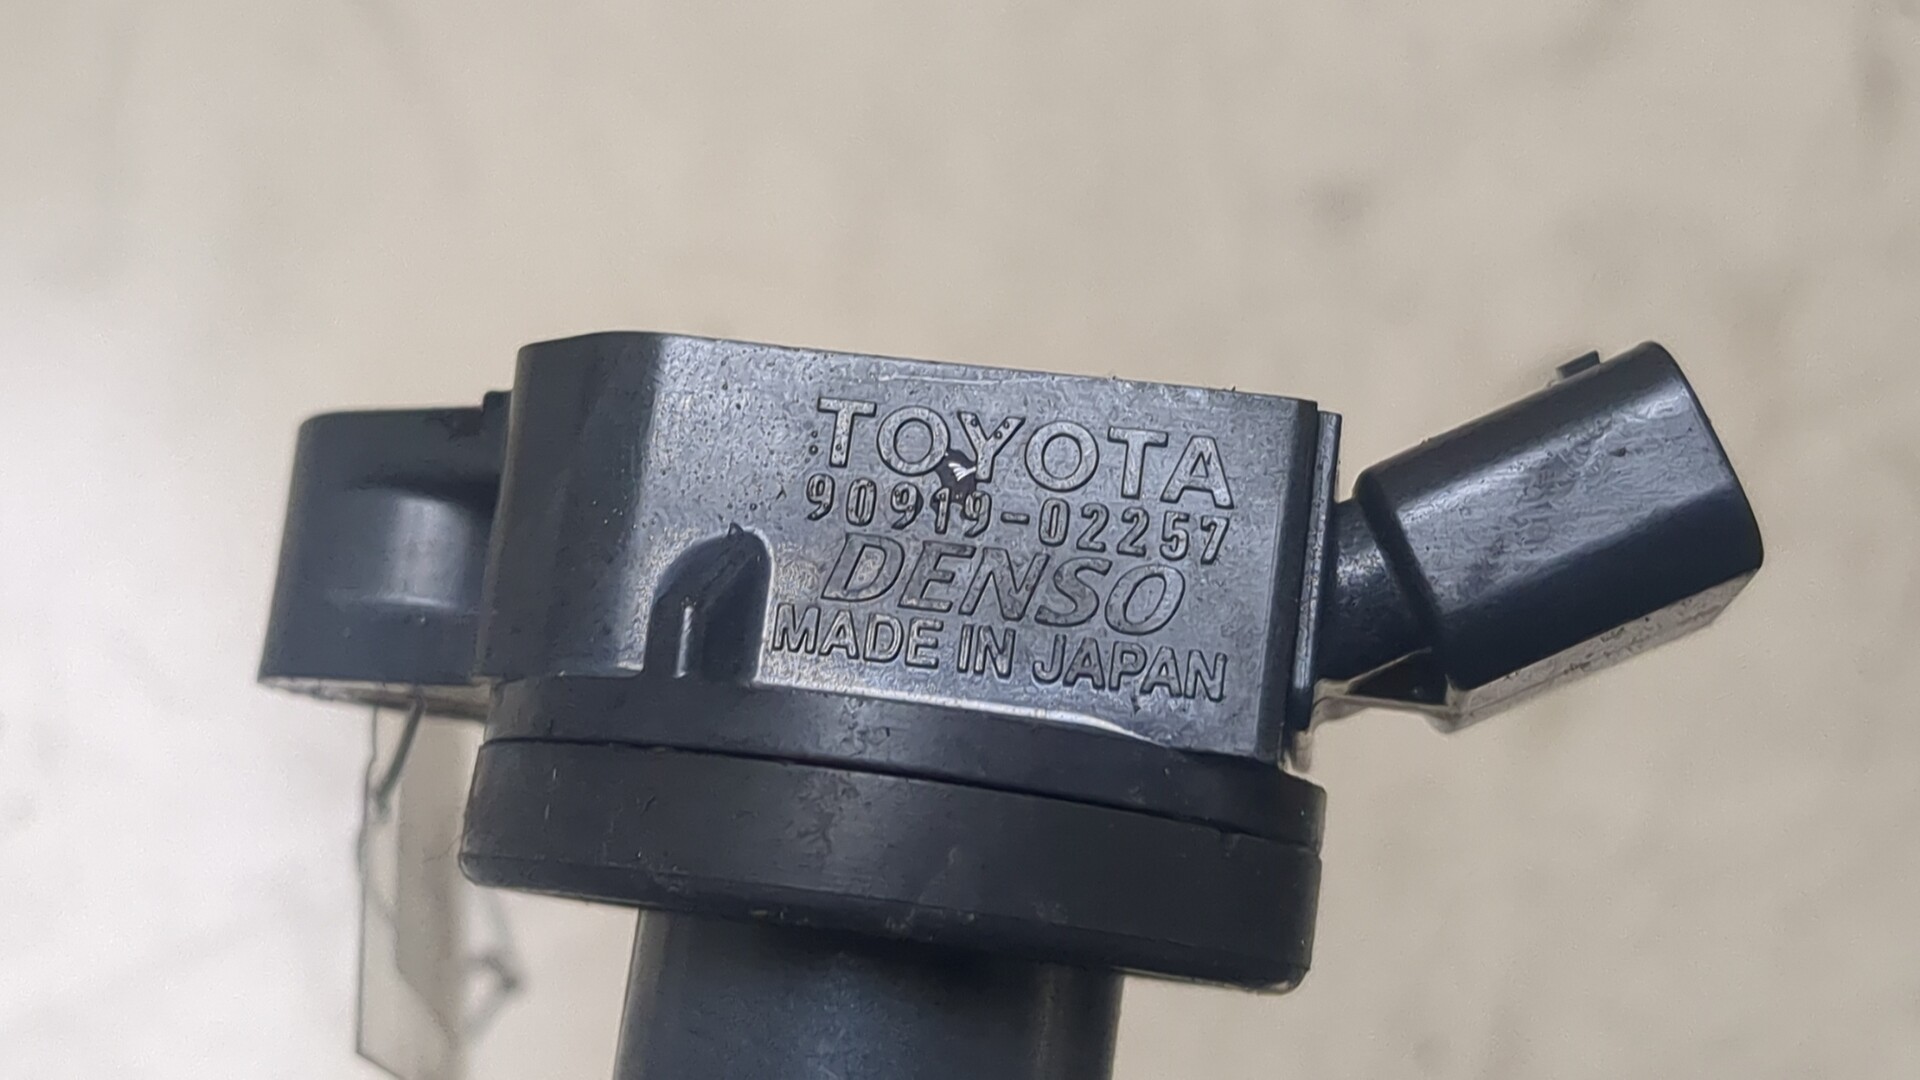 TOYOTA
90919-02257
DENSO
MADE IN JAPAN